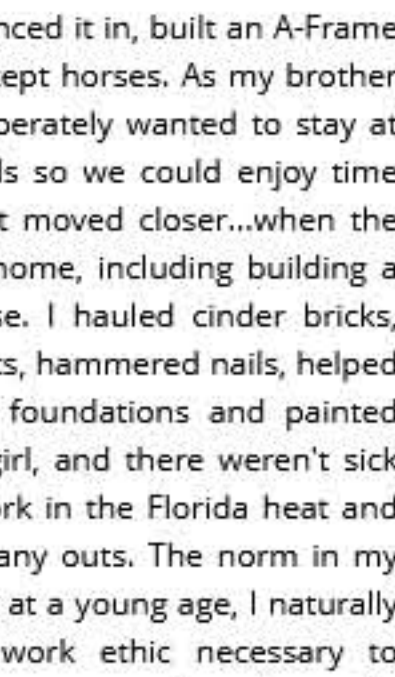 nced it in, built an A-Frame
ept horses. As my brother
perately wanted to stay at
ls so we could enjoy time
t moved closer...when the
home, including building a
se. I hauled cinder bricks,
ts, hammered nails, helped
foundations and painted
girl, and there weren't sick
rk in the Florida heat and
any outs. The norm in my
at a young age, I naturally
work ethic necessary to